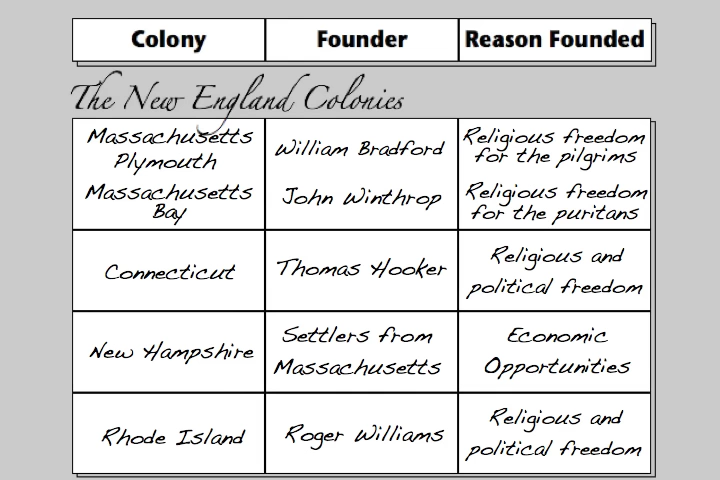 Colony Founder Reason Founded
The New England Colonies
Massachusetts
Plymouth
William Bradford
Religious freedom
for the pilgrims
Massachusetts
Bay
John Winthrop
Religious freedom
for the puritans
Connecticut
Thomas Hooker
Religious and
political freedom
New Hampshire
Settlers from
Massachusetts
Economic
Opportunities
Rhode Island
Roger Williams
Religious and
political freedom